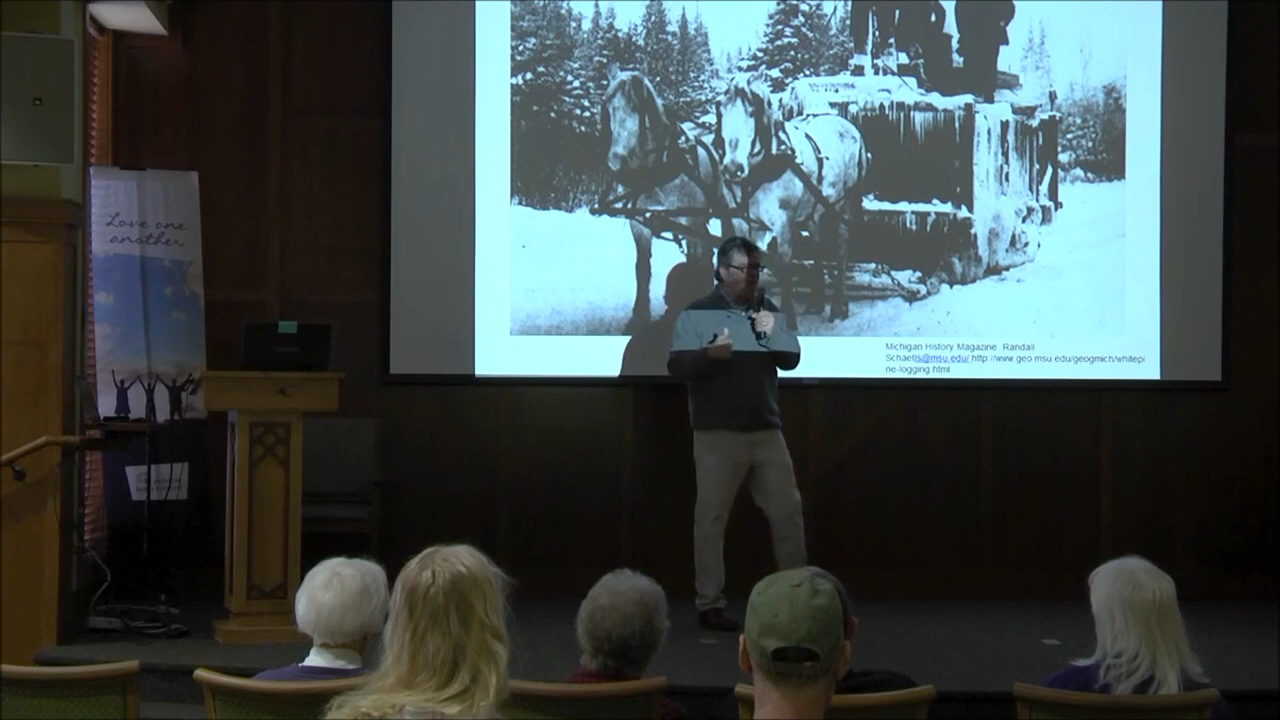 Love one
another
Michigan History Magazine. Randall
Schaetls@msu.edu/ http://www.geo.msu.edu/geogmich/whitepi
ne-logging.html